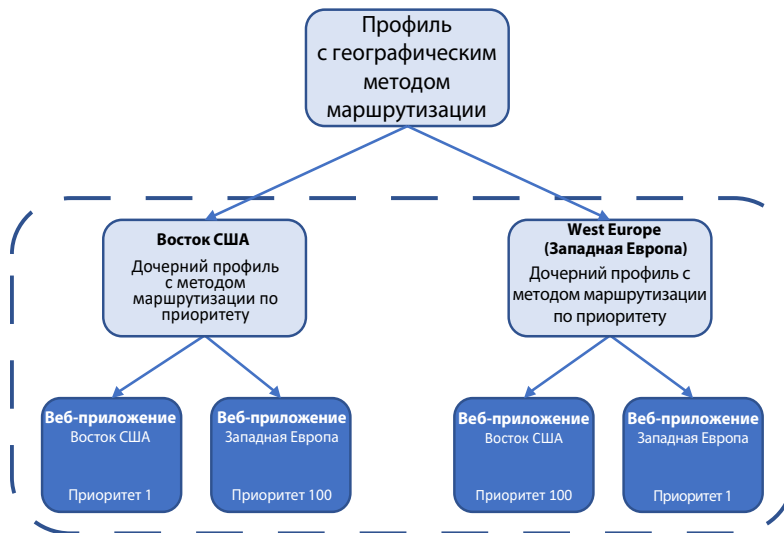 Профиль
с географическим
методом
маршрутизации
Восток США
Дочерний профиль
с методом
маршрутизации по
приоритету
West Europe
(Западная Европа)
Дочерний профиль с
методом маршрутизации
по приоритету
Веб-приложение
Восток США
Приоритет 1
Веб-приложение
Западная Европа
Приоритет 100
Веб-приложение
Восток США
Приоритет 100
Веб-приложение
Западная Европа
Приоритет 1